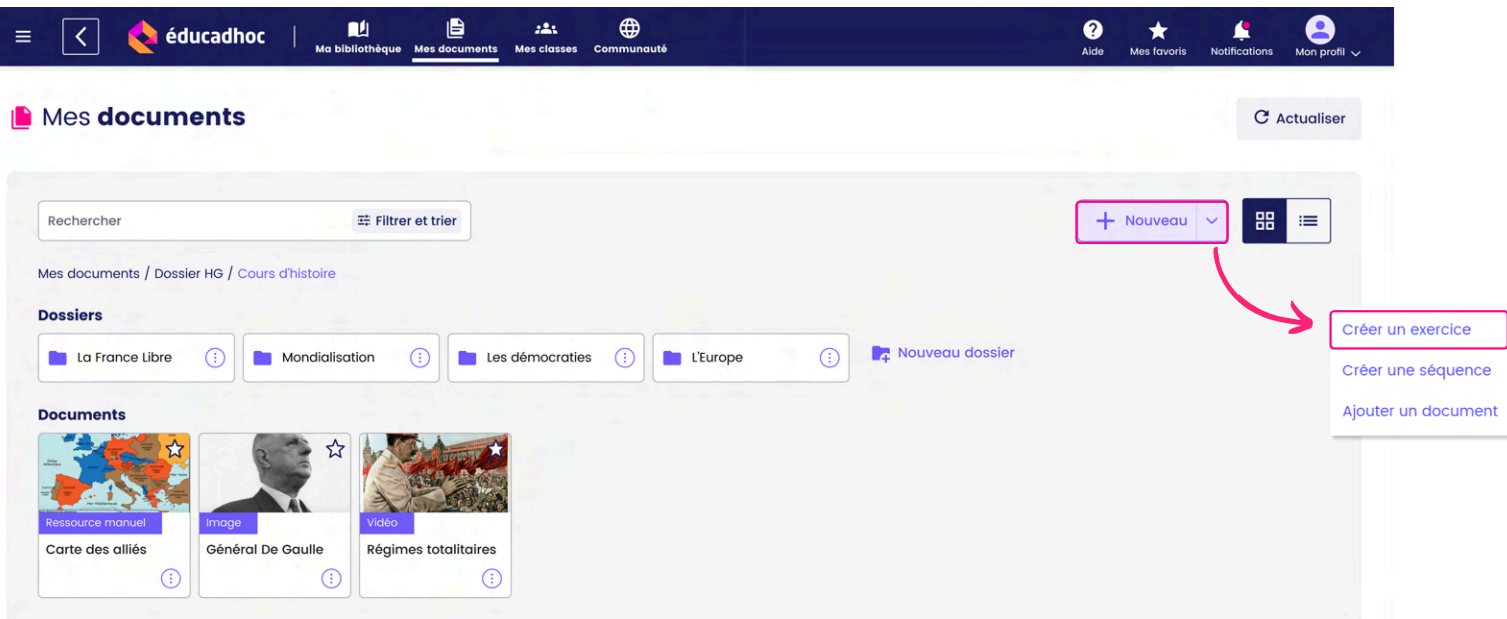 éducadhoc
Ma bibliothèque
Mes documents
Mes classes
Communauté
Aide
Mes favoris
Notifications
Mon profil
Mes documents
Actualiser
Rechercher
Filtrer et trier
Nouveau
Mes documents / Dossier HG / Cours d'histoire
Dossiers
La France Libre
Mondialisation
Les démocraties
L'Europe
Nouveau dossier
Créer un exercice
Créer une séquence
Ajouter un document
Documents
Ressource manuel
Image
Vidéo
Carte des alliés
Général De Gaulle
Régimes totalitaires